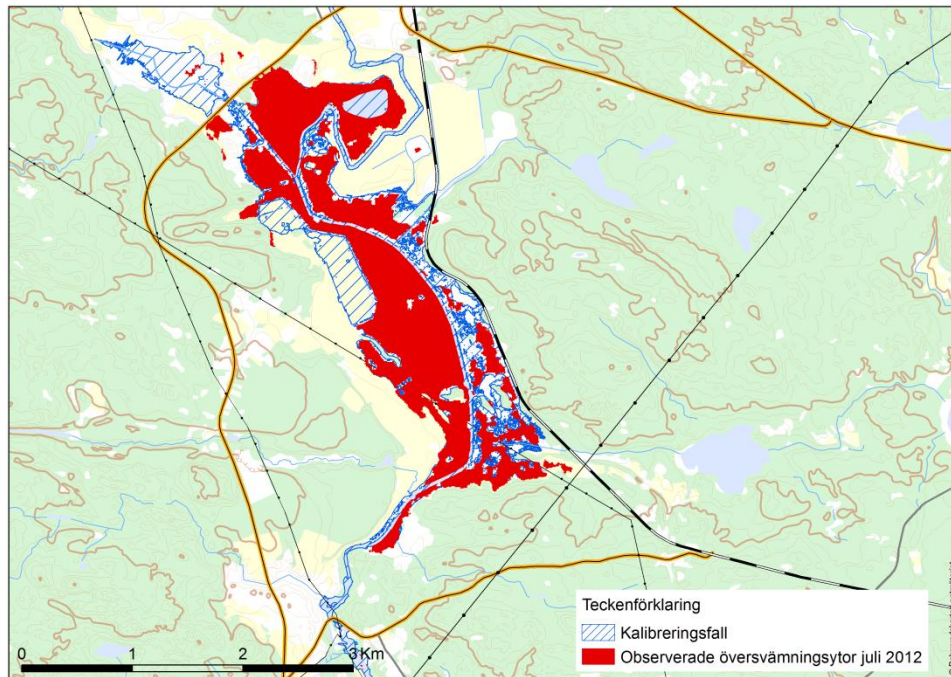 Teckenförklaring
Kalibreringsfall
Observerade översvämningsytor juli 2012
0 1 2 3 Km